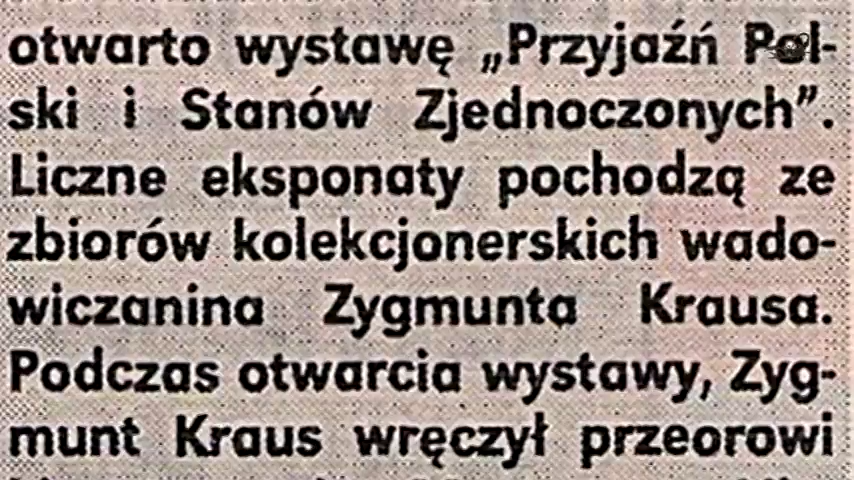 otwarto wystawę „Przyjaźń Pol-
ski i Stanów Zjednoczonych”.
Liczne eksponaty pochodzą ze
zbiorów kolekcjonerskich wado-
wiczanina Zygmunta Krausa.
Podczas otwarcia wystawy, Zyg-
munt Kraus wręczył przeorowi